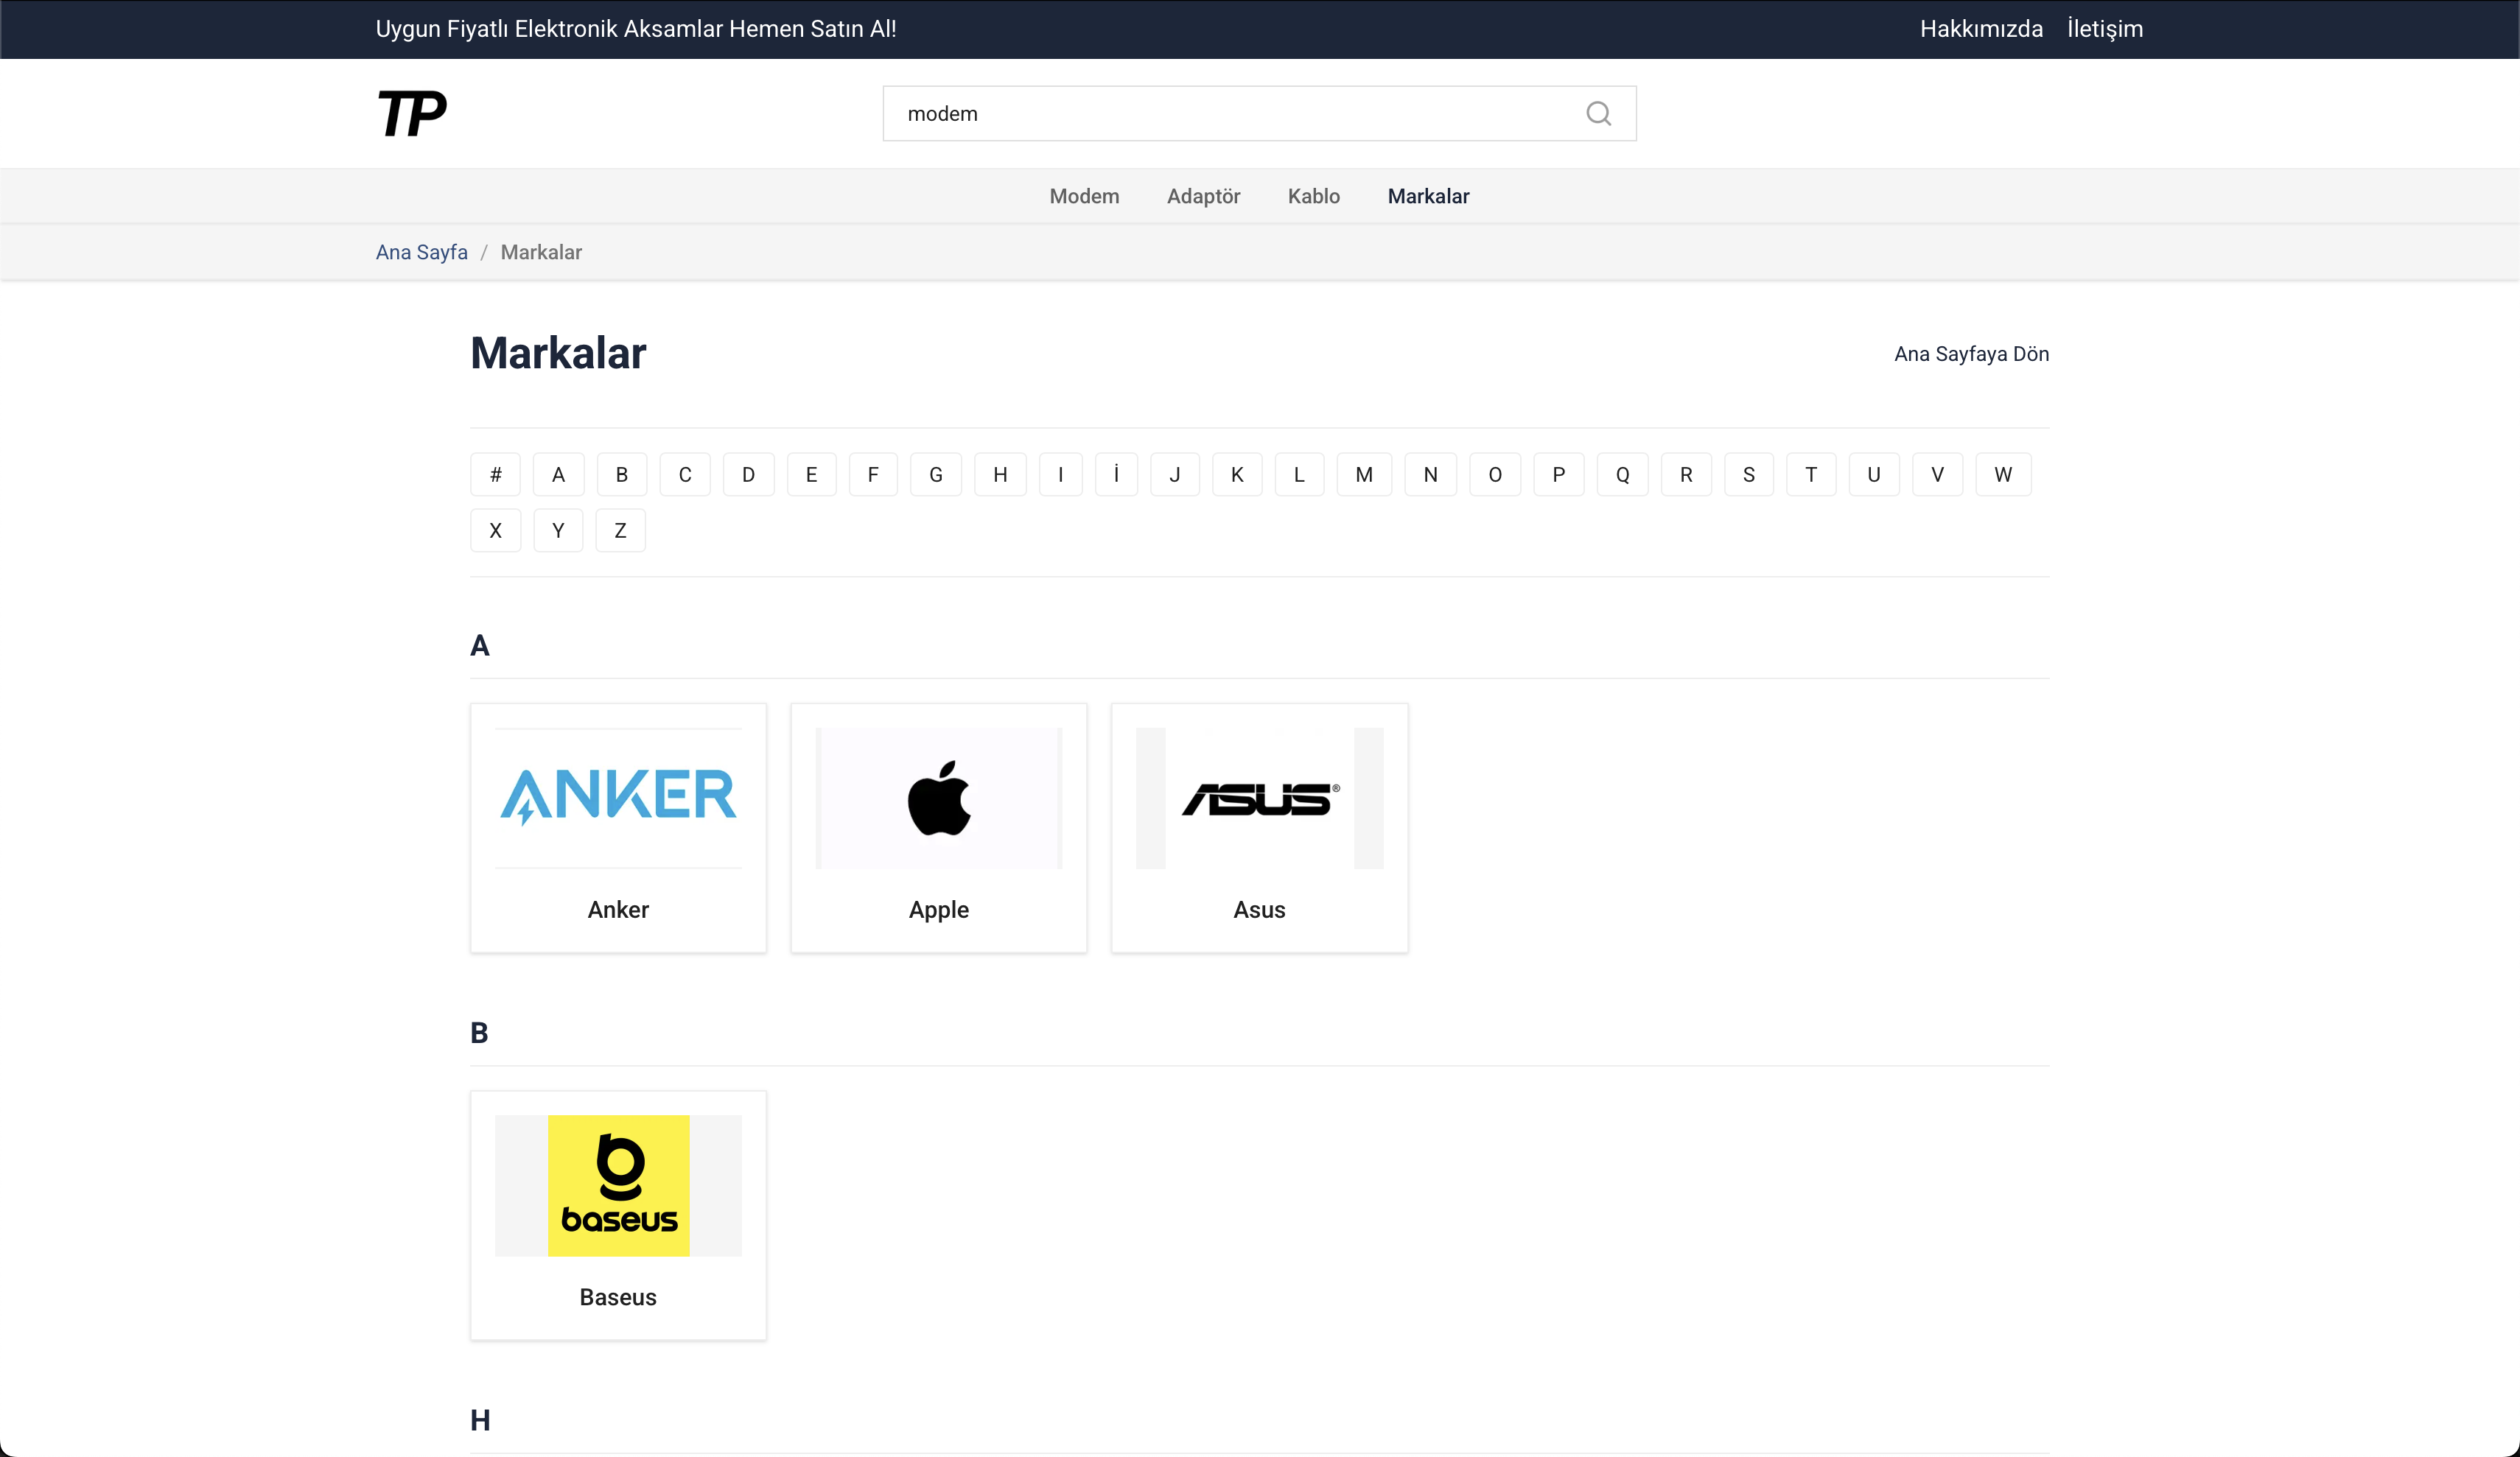 Uygun Fiyatlı Elektronik Aksamlar Hemen Satın Al!
Hakkımızda İletişim
TP
modem
Modem Adaptör Kablo Markalar
Ana Sayfa / Markalar
Markalar
Ana Sayfaya Dön
# A B C D E F G H I İ J K L M N O P Q R S T U V W
X Y Z
A
ANKER
ASUS®
Anker Apple Asus
B
baseus
Baseus
H